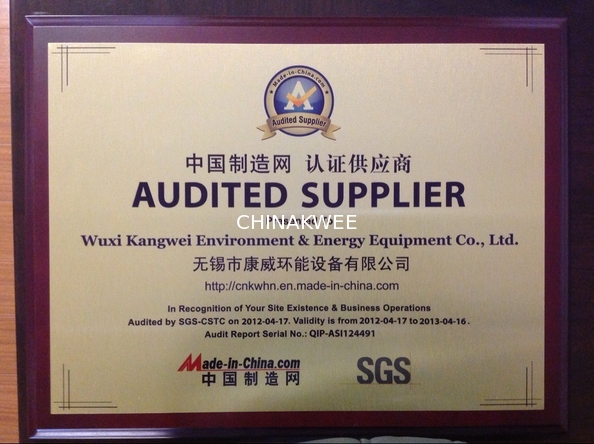 Made-in-China.com
A
Audited Supplier
中国制造网 认证供应商
AUDITED SUPPLIER
Presented To
CHINAKWEE
Wuxi Kangwei Environment & Energy Equipment Co., Ltd.
无锡市康威环能设备有限公司
http://cnkwhn.en.made-in-china.com
In Recognition of Your Site Existence & Business Operations
Audited by SGS-CSTC on 2012-04-17. Validity is from 2012-04-17 to 2013-04-16.
Audit Report Serial No.: QIP-ASI124491
Made-in-China.com
中国制造网
SGS